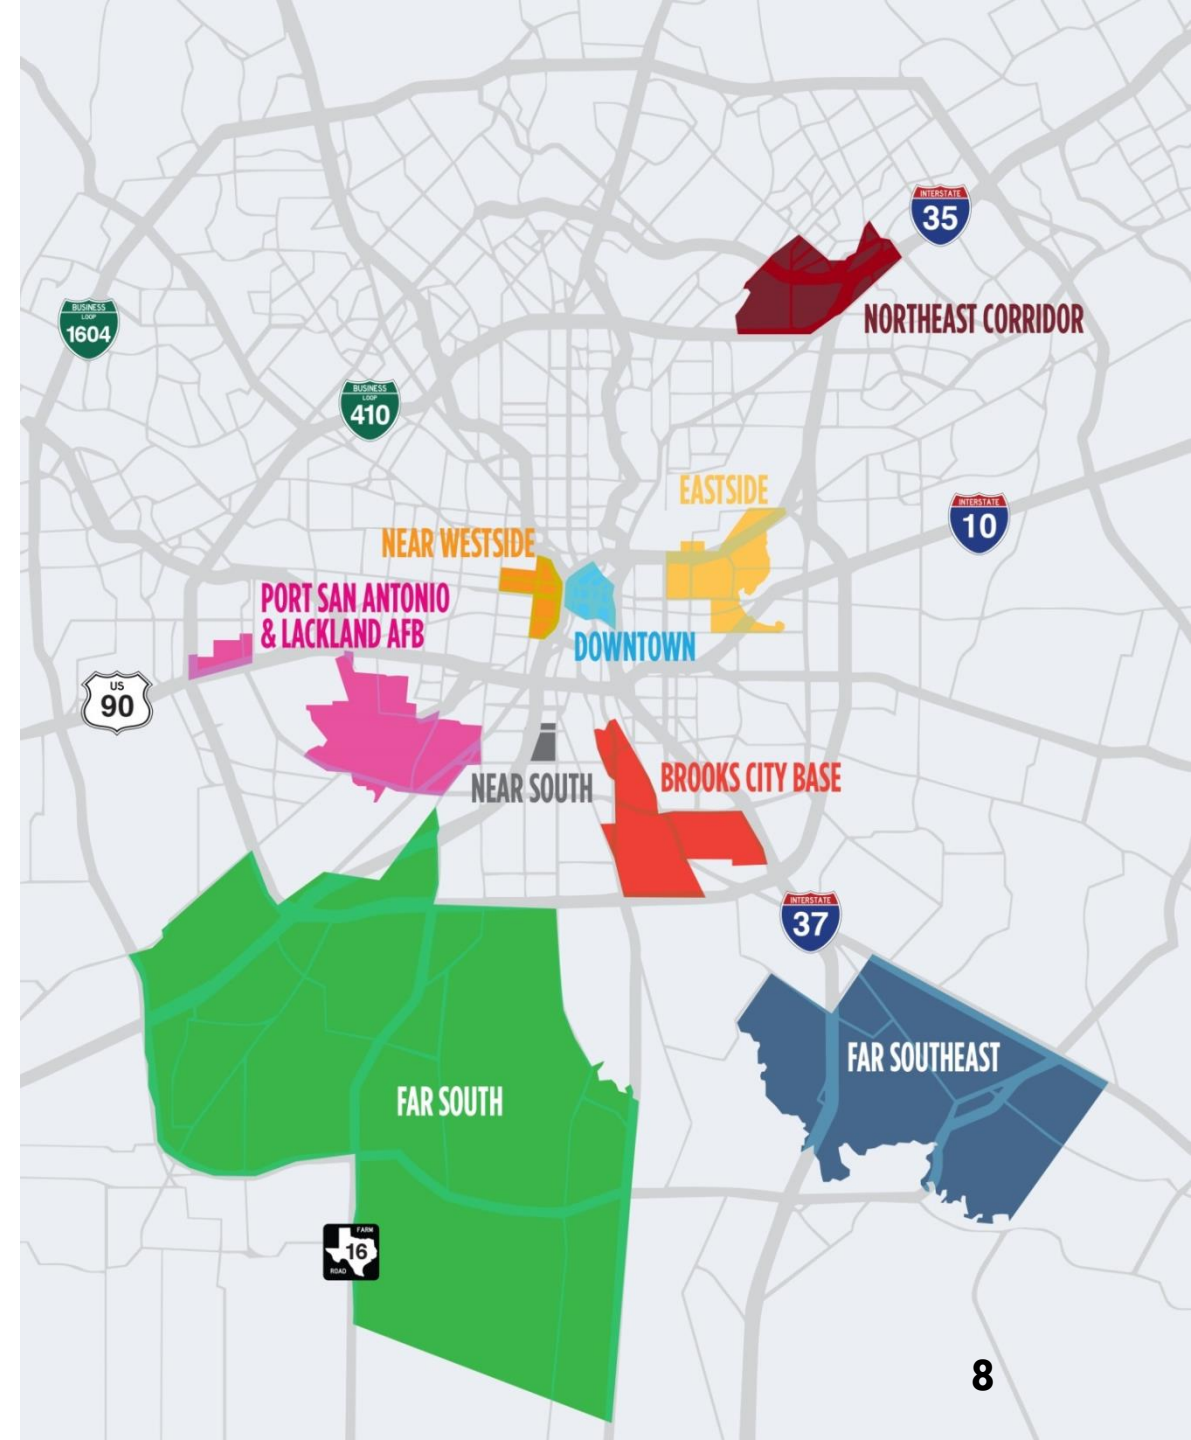 INTERSTATE
35
NORTHEAST CORRIDOR
BUSINESS
LOOP
1604
BUSINESS
LOOP
410
EASTSIDE
INTERSTATE
10
NEAR WESTSIDE
PORT SAN ANTONIO
& LACKLAND AFB
DOWNTOWN
US
90
NEAR SOUTH
BROOKS CITY BASE
INTERSTATE
37
FAR SOUTHEAST
FAR SOUTH
FARM
16
ROAD
8